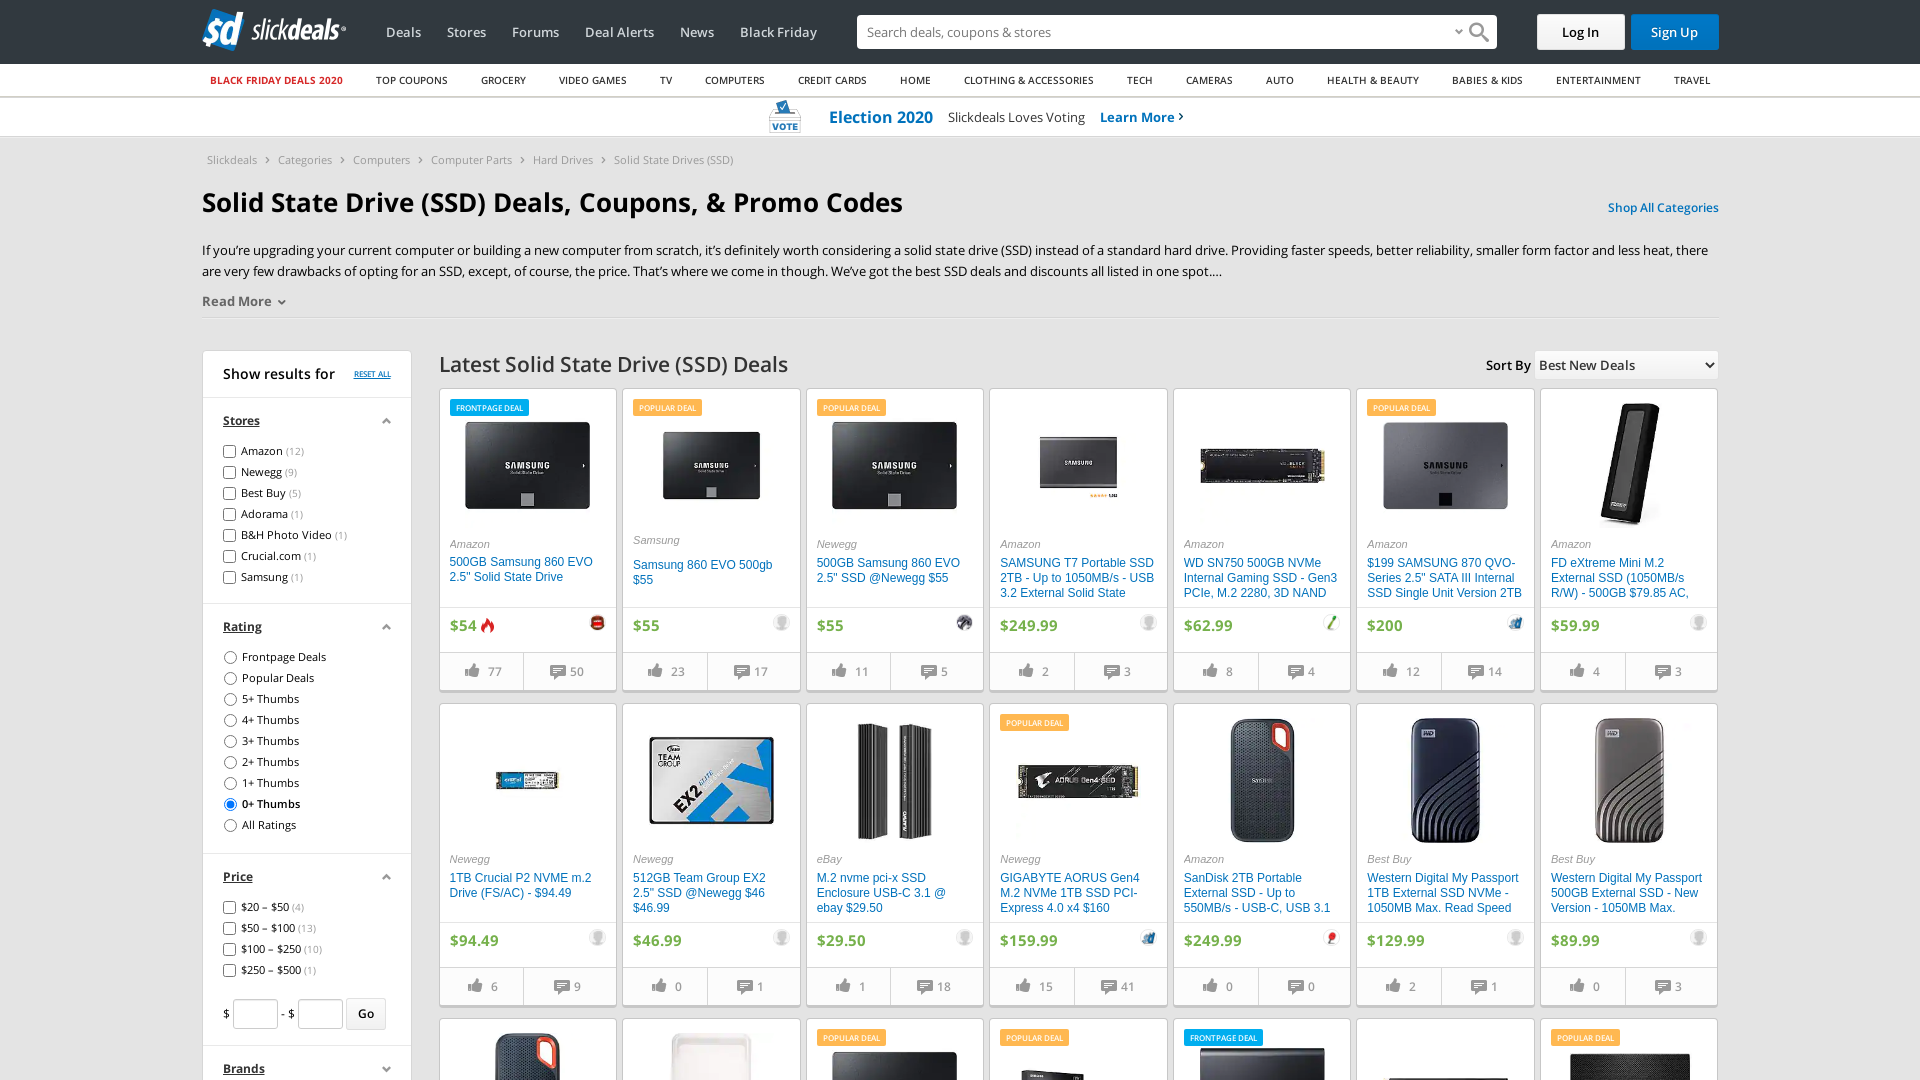 sd slickdeals
Deals
Stores
Forums
Deal Alerts
News
Black Friday
Search deals, coupons & stores
Log In
Sign Up
BLACK FRIDAY DEALS 2020
TOP COUPONS
GROCERY
VIDEO GAMES
TV
COMPUTERS
CREDIT CARDS
HOME
CLOTHING & ACCESSORIES
TECH
CAMERAS
AUTO
HEALTH & BEAUTY
BABIES & KIDS
ENTERTAINMENT
TRAVEL
VOTE
Election 2020 Slickdeals Loves Voting Learn More
Slickdeals > Categories > Computers > Computer Parts > Hard Drives > Solid State Drives (SSD)
Solid State Drive (SSD) Deals, Coupons, & Promo Codes
Shop All Categories
If you’re upgrading your current computer or building a new computer from scratch, it’s definitely worth considering a solid state drive (SSD) instead of a standard hard drive. Providing faster speeds, better reliability, smaller form factor and less heat, there
are very few drawbacks of opting for an SSD, except, of course, the price. That’s where we come in though. We’ve got the best SSD deals and discounts all listed in one spot.…
Read More
Show results for
RESET ALL
Stores
Amazon (12)
Newegg (9)
Best Buy (5)
Adorama (1)
B&H Photo Video (1)
Crucial.com (1)
Samsung (1)
Rating
Frontpage Deals
Popular Deals
5+ Thumbs
4+ Thumbs
3+ Thumbs
2+ Thumbs
1+ Thumbs
0+ Thumbs
All Ratings
Price
$20 – $50 (4)
$50 – $100 (13)
$100 – $250 (10)
$250 – $500 (1)
$ - $ Go
Brands
Latest Solid State Drive (SSD) Deals
Sort By Best New Deals
FRONTPAGE DEAL
SAMSUNG
Amazon
500GB Samsung 860 EVO
2.5" Solid State Drive
$54
77
50
POPULAR DEAL
SAMSUNG
Samsung
Samsung 860 EVO 500gb
$55
$55
23
17
POPULAR DEAL
SAMSUNG
Newegg
500GB Samsung 860 EVO
2.5" SSD @Newegg $55
$55
11
5
SAMSUNG
Amazon
SAMSUNG T7 Portable SSD
2TB - Up to 1050MB/s - USB
3.2 External Solid State
$249.99
2
3
Amazon
WD SN750 500GB NVMe
Internal Gaming SSD - Gen3
PCIe, M.2 2280, 3D NAND
$62.99
8
4
POPULAR DEAL
SAMSUNG
Amazon
$199 SAMSUNG 870 QVO-
Series 2.5" SATA III Internal
SSD Single Unit Version 2TB
$200
12
14
Amazon
FD eXtreme Mini M.2
External SSD (1050MB/s
R/W) - 500GB $79.85 AC,
$59.99
4
3
Newegg
1TB Crucial P2 NVME m.2
Drive (FS/AC) - $94.49
$94.49
6
9
TEAM
GROUP
EX2
ELITE
Newegg
512GB Team Group EX2
2.5" SSD @Newegg $46
$46.99
$46.99
0
1
eBay
M.2 nvme pci-x SSD
Enclosure USB-C 3.1 @
ebay $29.50
$29.50
1
18
POPULAR DEAL
AORUS Gen4 SSD
Newegg
GIGABYTE AORUS Gen4
M.2 NVMe 1TB SSD PCI-
Express 4.0 x4 $160
$159.99
15
41
SanDisk
Amazon
SanDisk 2TB Portable
External SSD - Up to
550MB/s - USB-C, USB 3.1
$249.99
0
0
WD
Best Buy
Western Digital My Passport
1TB External SSD NVMe -
1050MB Max. Read Speed
$129.99
2
1
WD
Best Buy
Western Digital My Passport
500GB External SSD - New
Version - 1050MB Max.
$89.99
0
3
POPULAR DEAL
POPULAR DEAL
FRONTPAGE DEAL
POPULAR DEAL